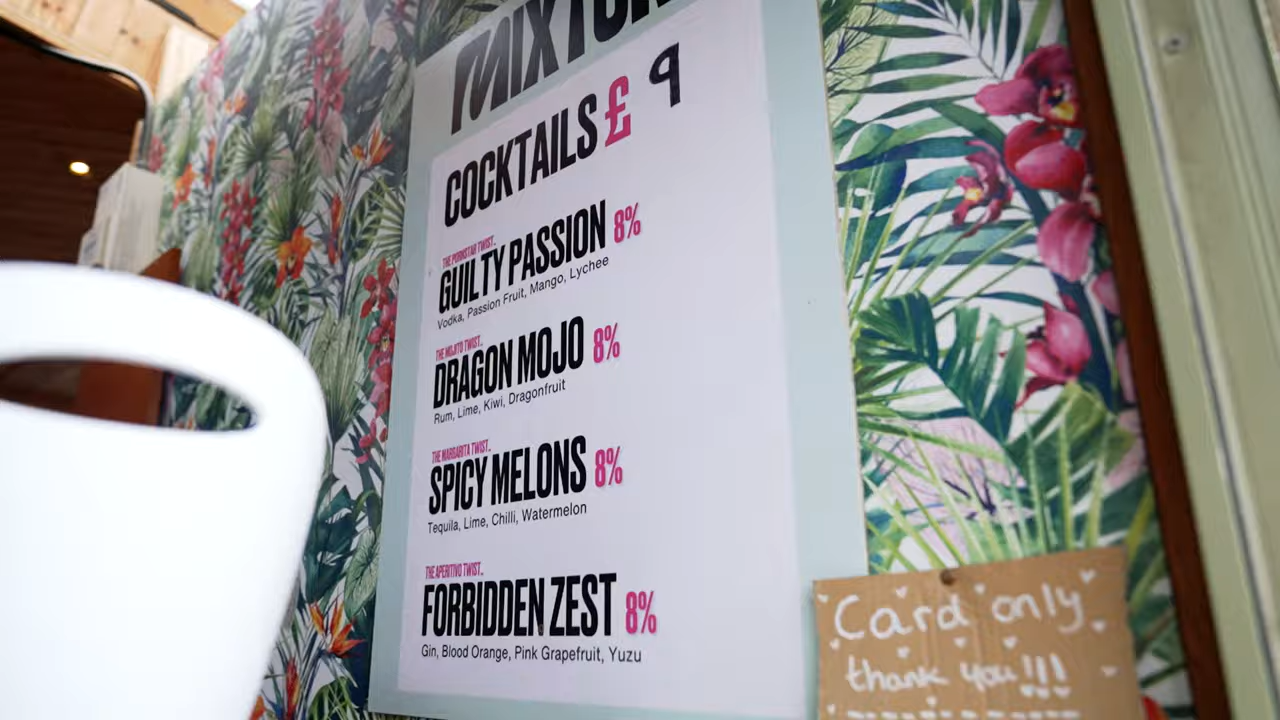 COCKTAILS £ 9
THE PORNSTAR TWIST..
GUILTY PASSION 8%
Vodka, Passion Fruit, Mango, Lychee
THE MOJITO TWIST..
DRAGON MOJO 8%
Rum, Lime, Kiwi, Dragonfruit
THE MARGARITA TWIST..
SPICY MELONS 8%
Tequila, Lime, Chilli, Watermelon
THE APERITIVO TWIST..
FORBIDDEN ZEST 8%
Gin, Blood Orange, Pink Grapefruit, Yuzu
Card only
thank you!!!